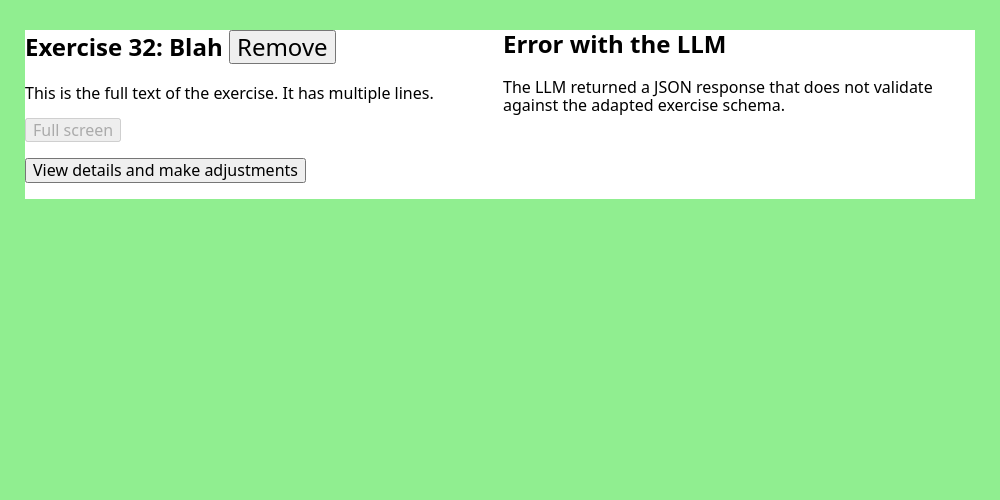 Exercise 32: Blah Remove
This is the full text of the exercise. It has multiple lines.
Full screen
View details and make adjustments
Error with the LLM
The LLM returned a JSON response that does not validate
against the adapted exercise schema.